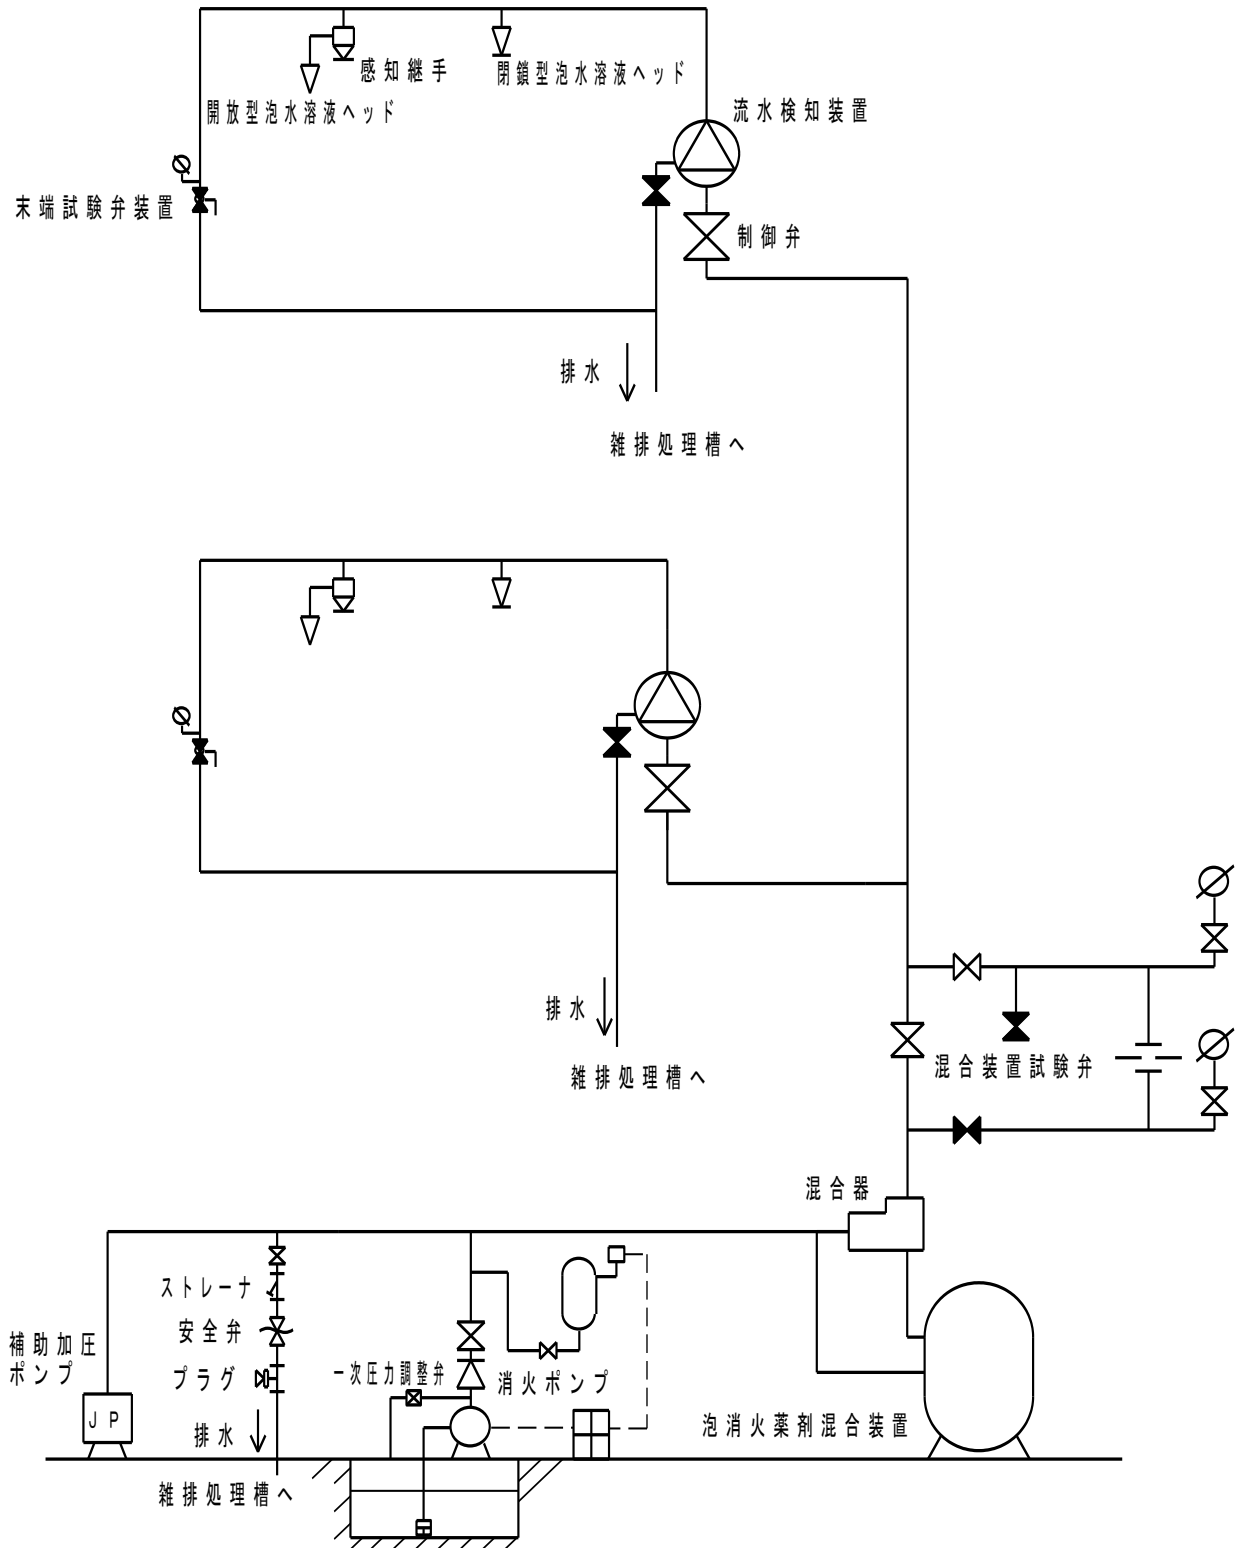 感知継手
閉鎖型泡水溶液ヘッド
開放型泡水溶液ヘッド
流水検知装置
末端試験弁装置
制御弁
排水
雑排処理槽へ
排水
雑排処理槽へ
混合装置試験弁
混合器
ストレーナ
安全弁
補助加圧
ポンプ
プラグ
一次圧力調整弁
消火ポンプ
JP
排水
泡消火薬剤混合装置
雑排処理槽へ